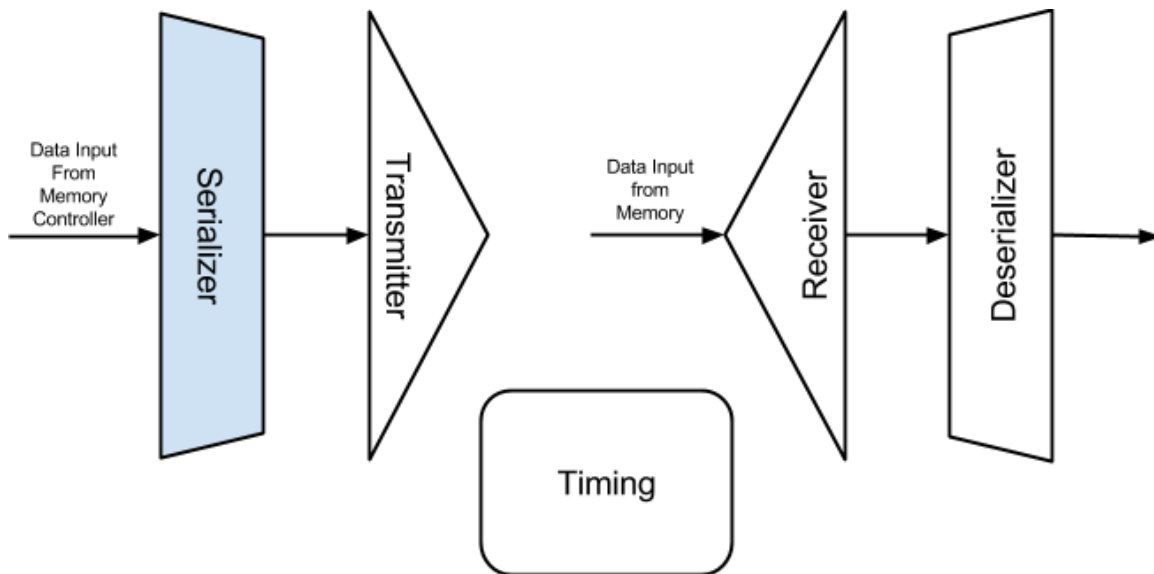 Data Input
From
Memory
Controller
Serializer
Transmitter
Data Input
from
Memory
Receiver
Deserializer
Timing